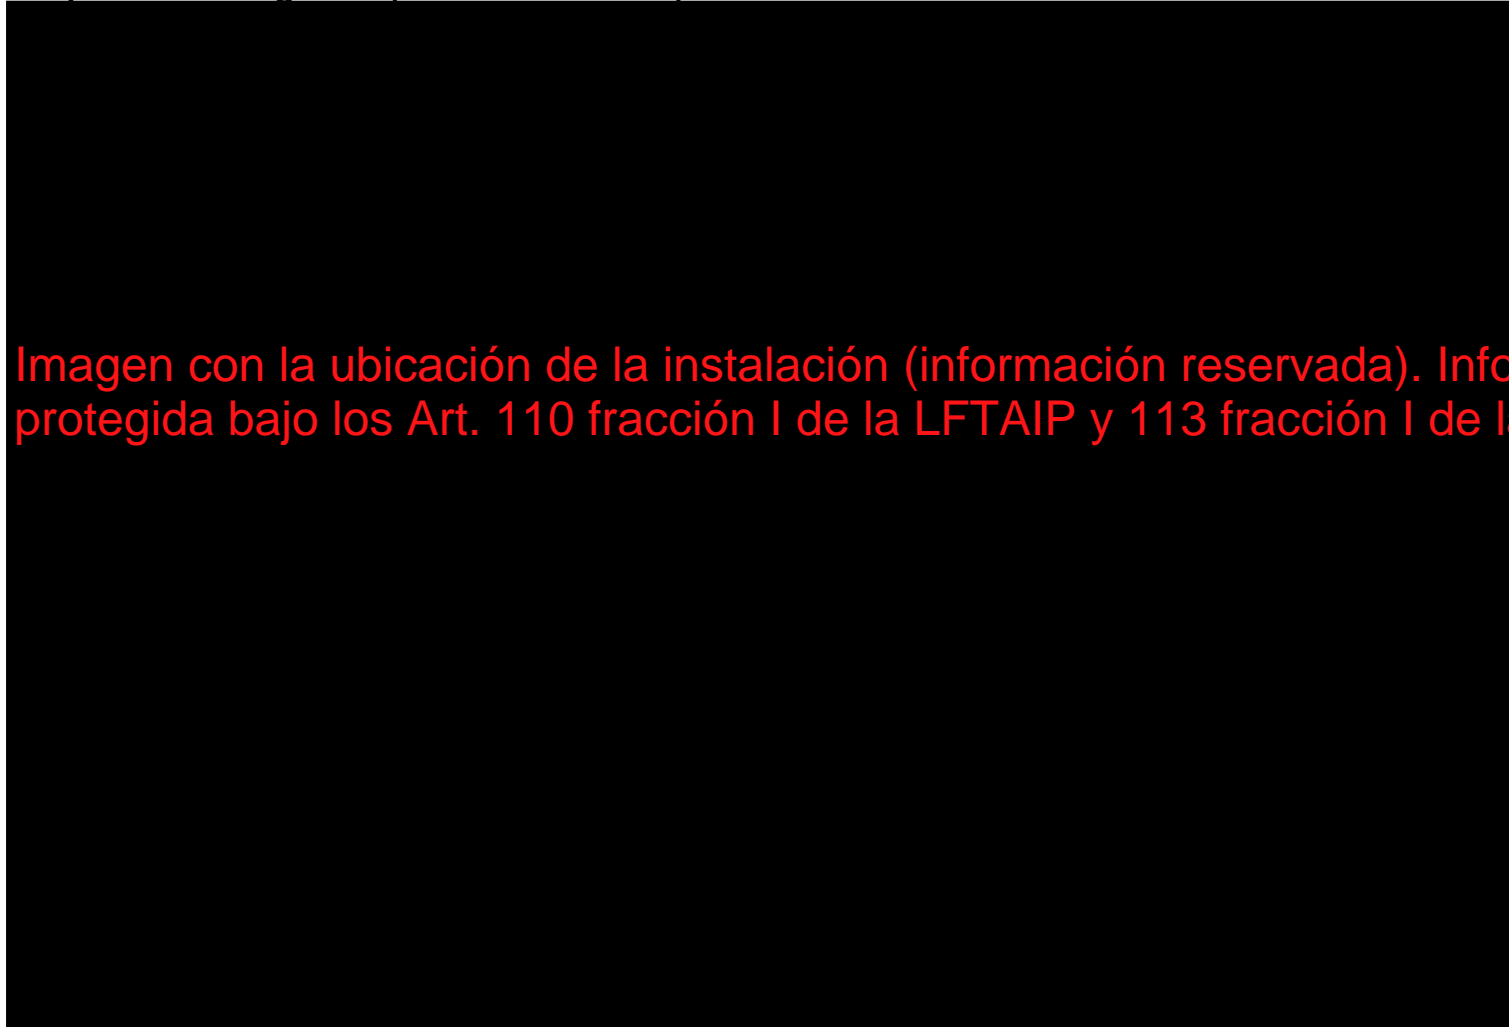 Imagen con la ubicación de la instalación (información reservada). Info
protegida bajo los Art. 110 fracción I de la LFTAIP y 113 fracción I de la